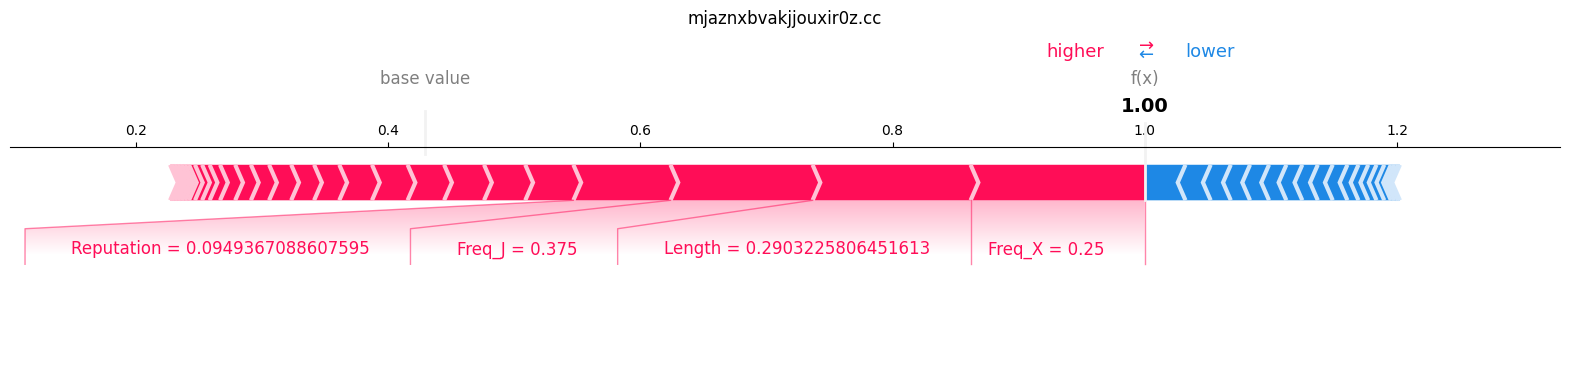 mjaznxbvakjjouxir0z.cc
higher → ← lower
base value
f(x)
1.00
0.2 0.4 0.6 0.8 1.0 1.2
Reputation = 0.0949367088607595 Freq_J = 0.375 Length = 0.2903225806451613 Freq_X = 0.25